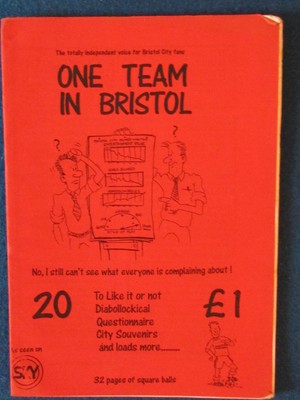 The totally independent voice for Bristol City fans
ONE TEAM
IN BRISTOL
?
?
No, I still can't see what everyone is complaining about !
20
To Like it or not
Diabollockical
Questionnaire
City Souvenirs
and loads more........
£1
SKY
32 pages of square balls